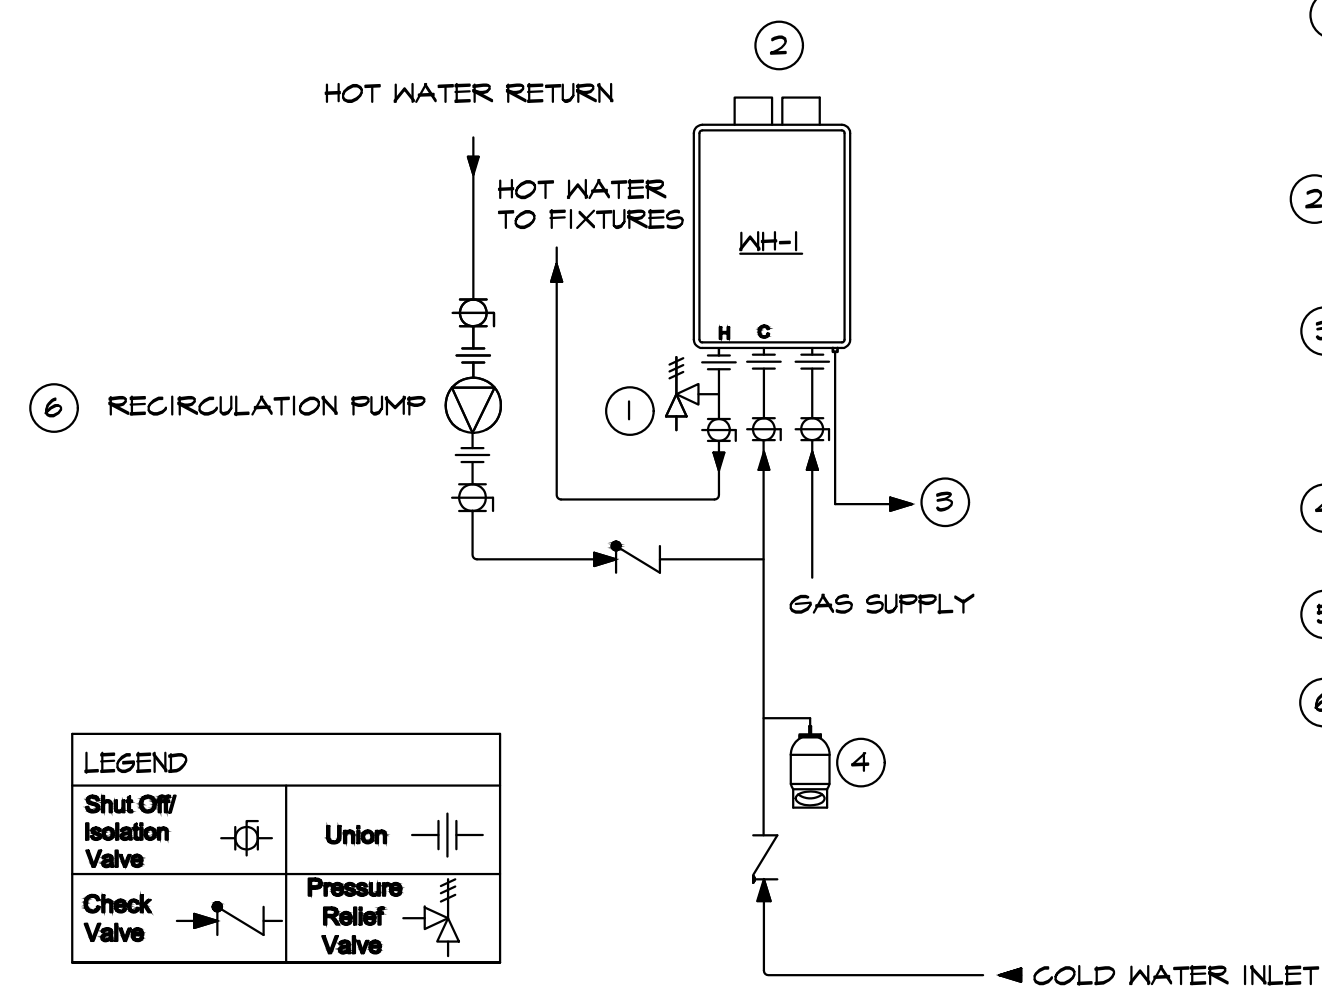 2
HOT WATER RETURN
HOT WATER
TO FIXTURES
WH-1
H C
6 RECIRCULATION PUMP
1
3
GAS SUPPLY
4
COLD WATER INLET
LEGEND
Shut Off/
Isolation
Valve
Union
Check
Valve
Pressure
Relief
Valve
2